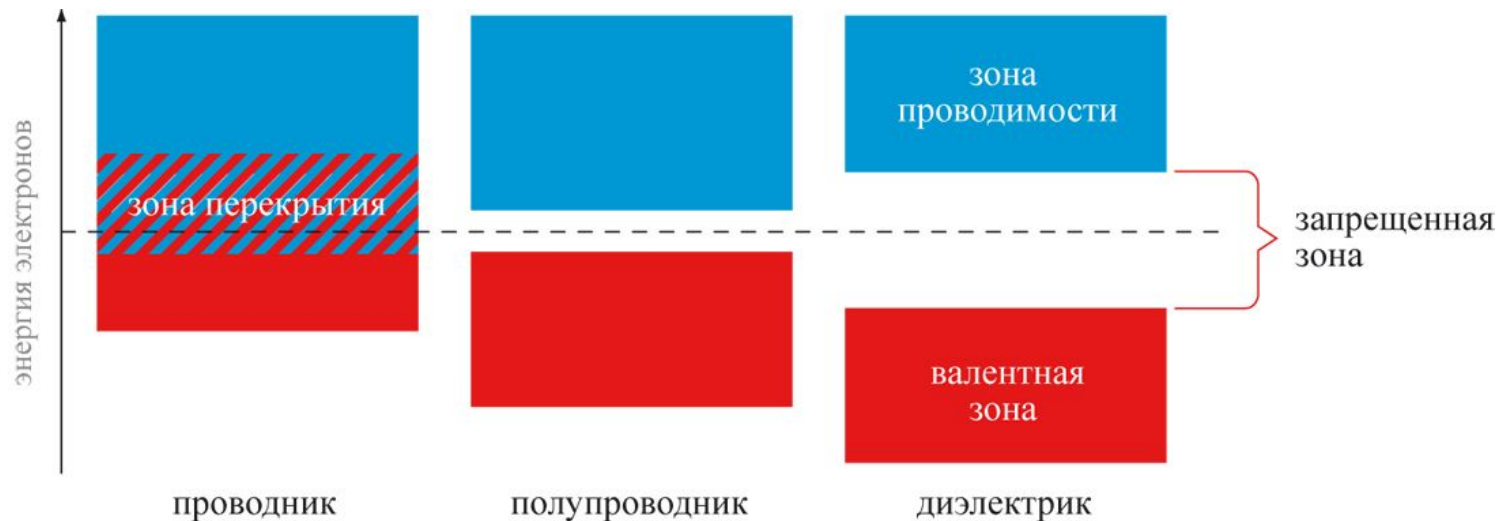 энергия электронов
зона перекрытия
зона
проводимости
запрещенная
зона
валентная
зона
проводник
полупроводник
диэлектрик